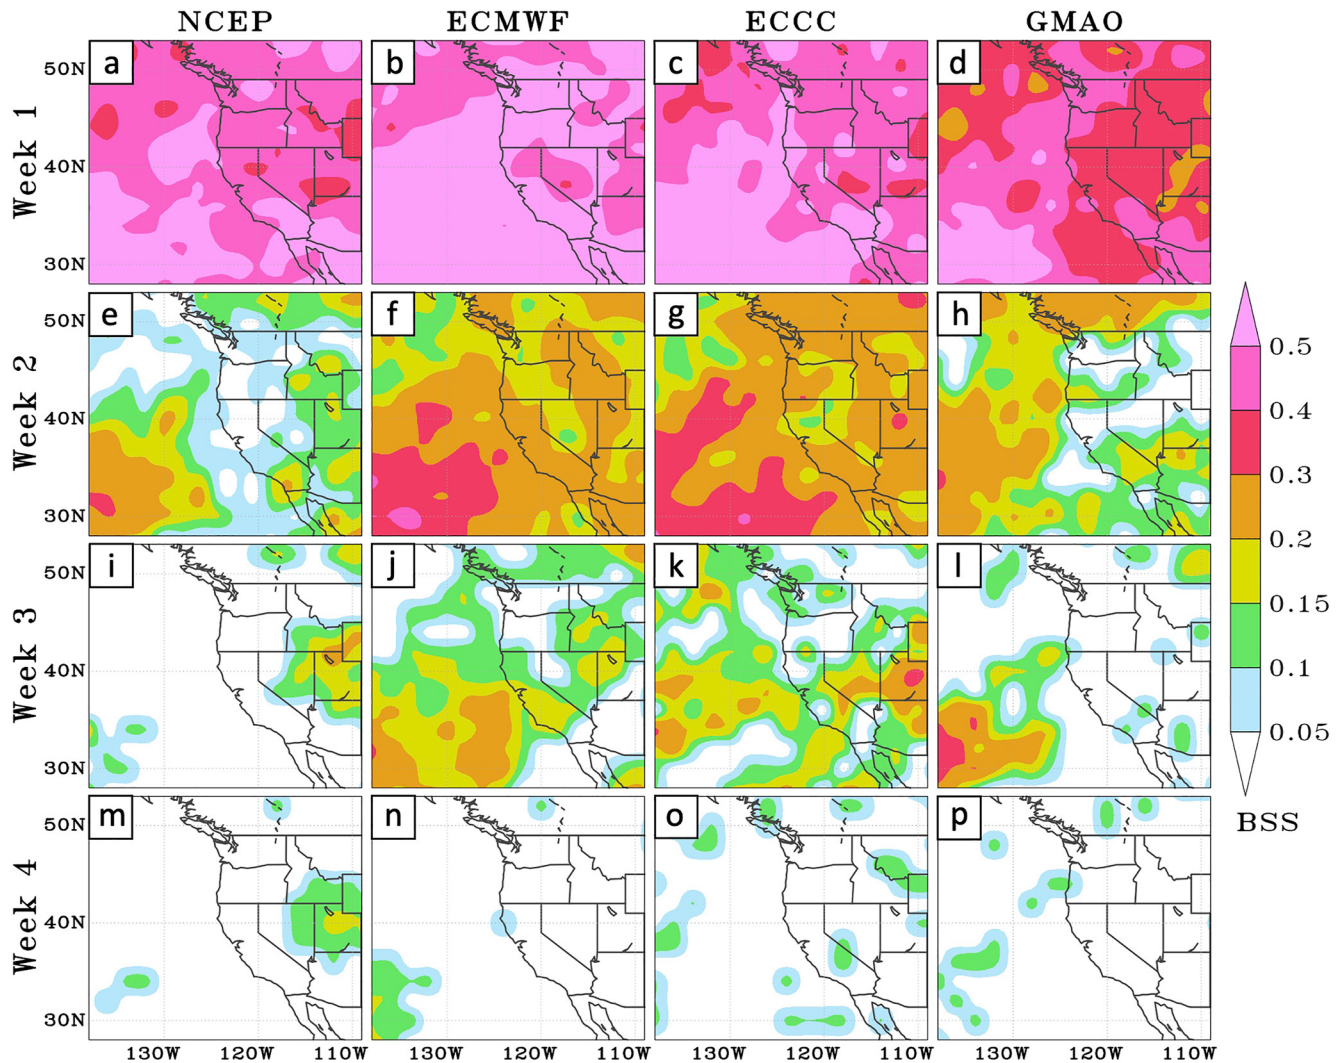 NCEP ECMWF ECCC GMAO
Week 1
50N
40N
30N
a b c d
Week 2
50N
40N
30N
e f g h
Week 3
50N
40N
30N
i j k l
Week 4
50N
40N
30N
m n o p
130W 120W 110W 130W 120W 110W 130W 120W 110W 130W 120W 110W
0.5
0.4
0.3
0.2
0.15
0.1
0.05
BSS